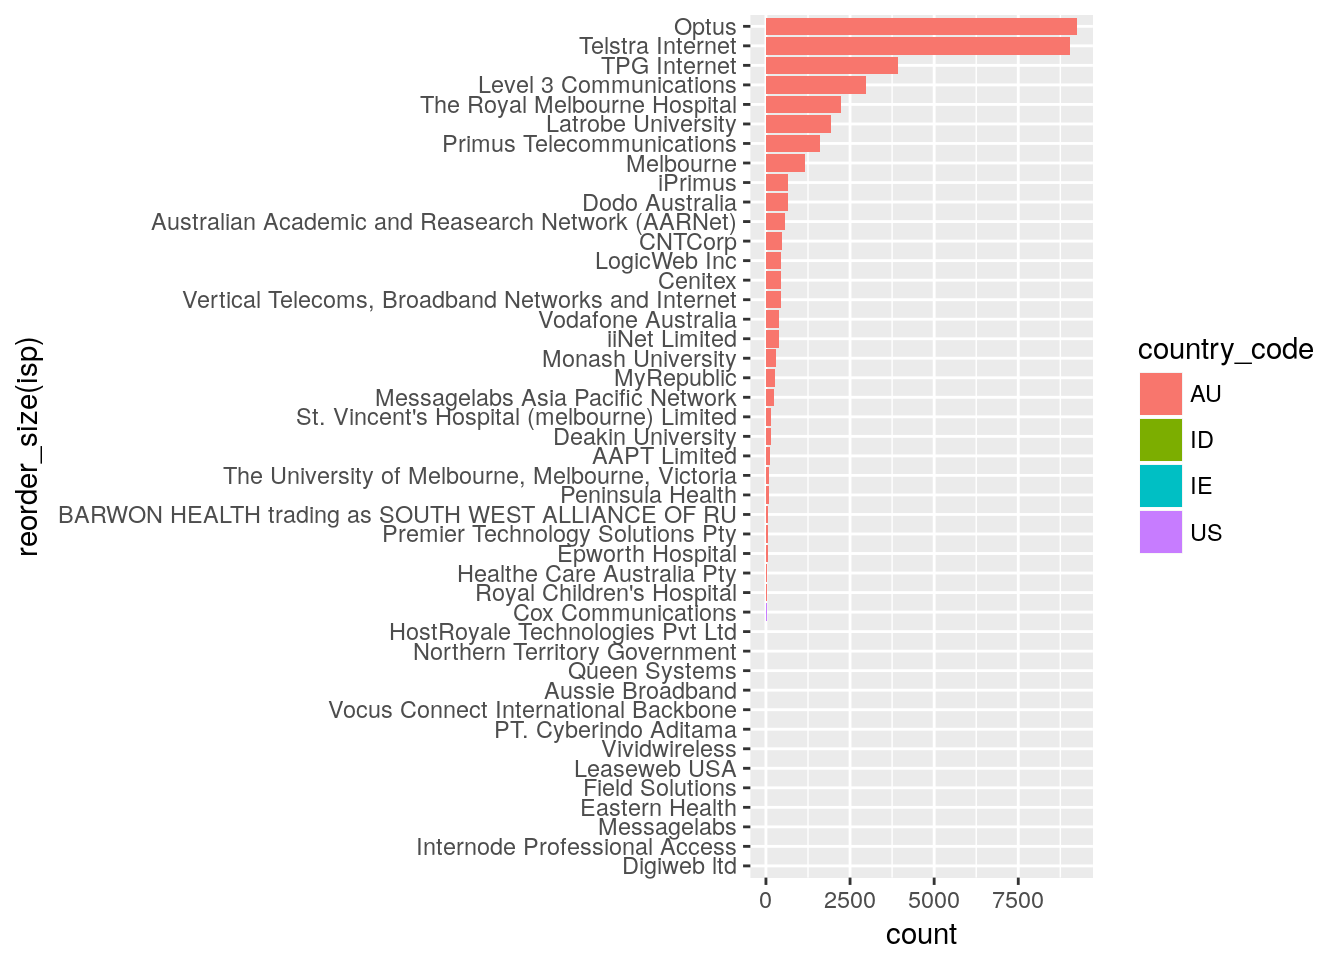 Optus
Telstra Internet
TPG Internet
Level 3 Communications
The Royal Melbourne Hospital
Latrobe University
Primus Telecommunications
Melbourne
iPrimus
Dodo Australia
Australian Academic and Reasearch Network (AARNet)
CNTCorp
LogicWeb Inc
Cenitex
Vertical Telecoms, Broadband Networks and Internet
Vodafone Australia
iiNet Limited
Monash University
MyRepublic
Messagelabs Asia Pacific Network
St. Vincent's Hospital (melbourne) Limited
Deakin University
AAPT Limited
The University of Melbourne, Melbourne, Victoria
Peninsula Health
BARWON HEALTH trading as SOUTH WEST ALLIANCE OF RU
Premier Technology Solutions Pty
Epworth Hospital
Healthe Care Australia Pty
Royal Children's Hospital
Cox Communications
HostRoyale Technologies Pvt Ltd
Northern Territory Government
Queen Systems
Aussie Broadband
Vocus Connect International Backbone
PT. Cyberindo Aditama
Vividwireless
Leaseweb USA
Field Solutions
Eastern Health
Messagelabs
Internode Professional Access
Digiweb ltd
reorder_size(isp)
0 2500 5000 7500
count
country_code
AU
ID
IE
US